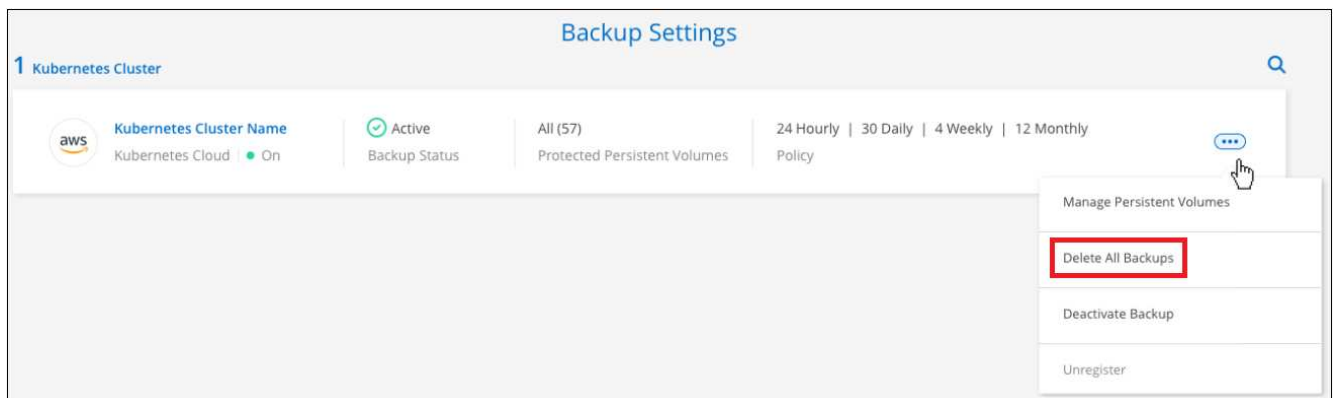 Backup Settings
1 Kubernetes Cluster
aws
Kubernetes Cluster Name
Active
All (57)
24 Hourly | 30 Daily | 4 Weekly | 12 Monthly
Kubernetes Cloud
On
Backup Status
Protected Persistent Volumes
Policy
Manage Persistent Volumes
Delete All Backups
Deactivate Backup
Unregister